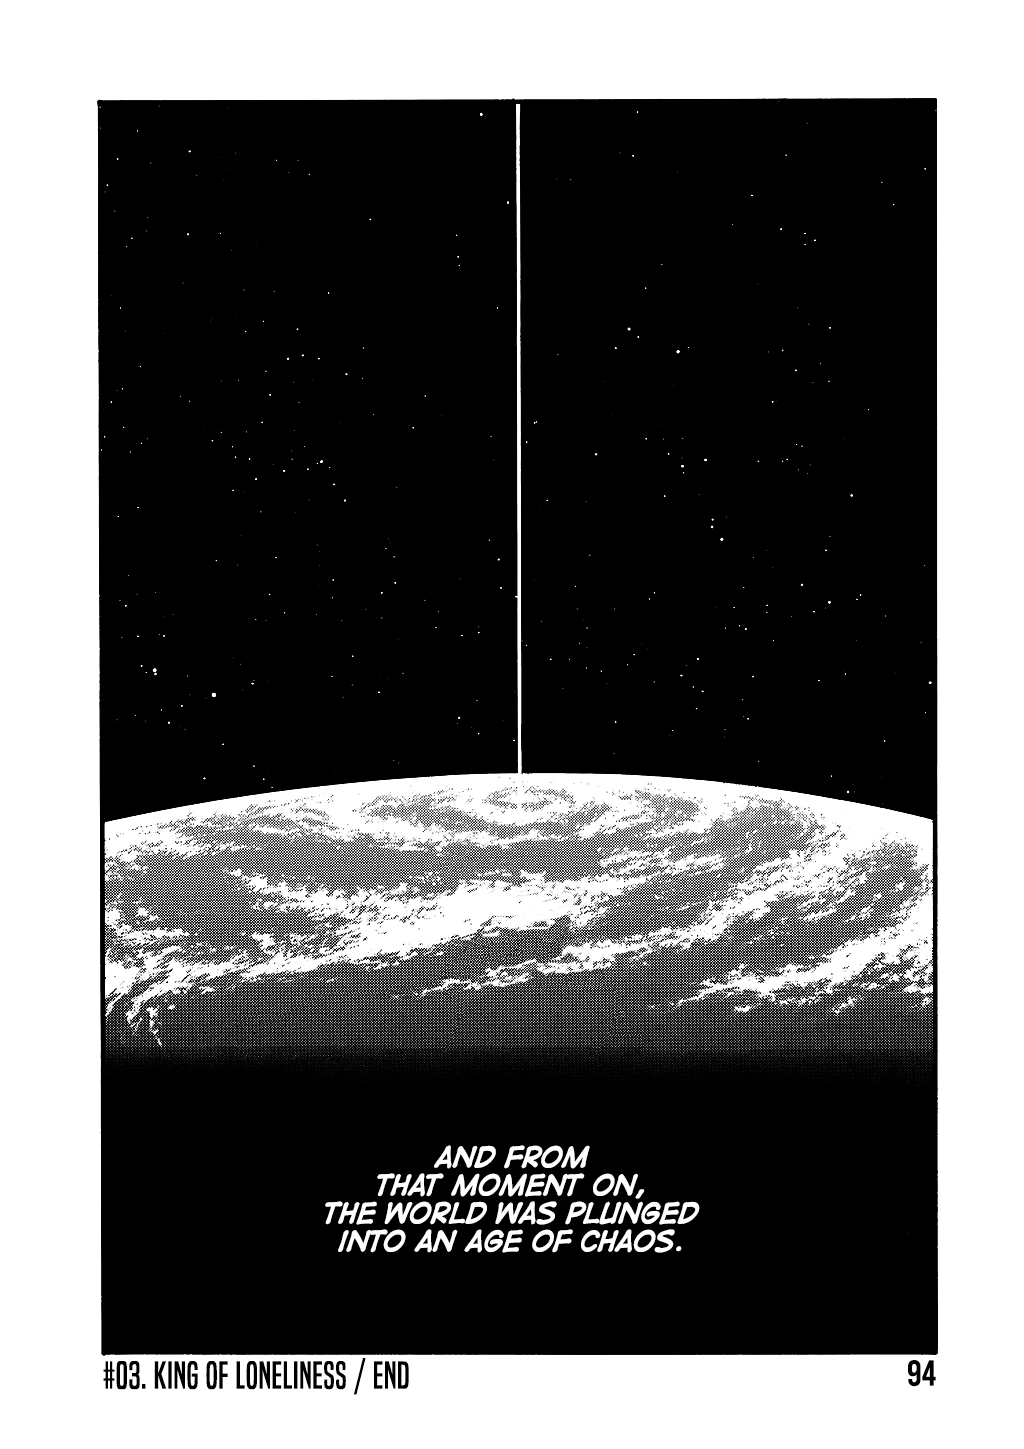 AND FROM
THAT MOMENT ON,
THE WORLD WAS PLUNGED
INTO AN AGE OF CHAOS.
#03. KING OF LONELINESS / END
94